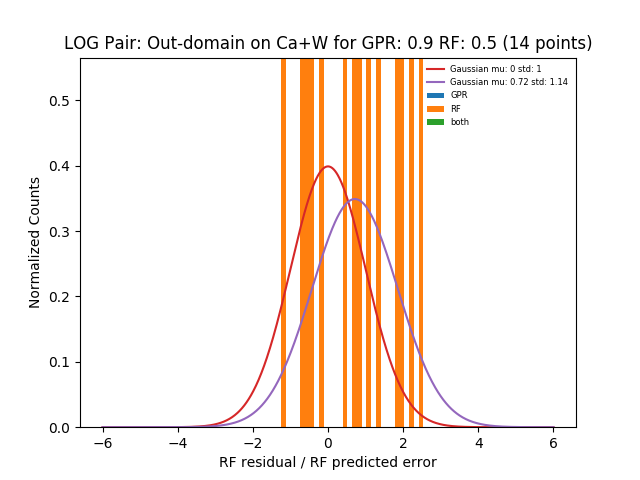 LOG Pair: Out-domain on Ca+W for GPR: 0.9 RF: 0.5 (14 points)
Gaussian mu: 0 std: 1
Gaussian mu: 0.72 std: 1.14
GPR
RF
both
Normalized Counts
0.5
0.4
0.3
0.2
0.1
0.0
−6 −4 −2 0 2 4 6
RF residual / RF predicted error